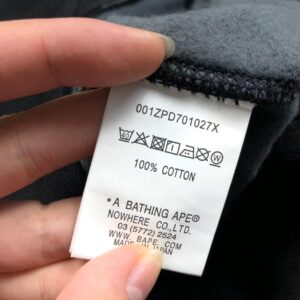 001ZPD701027X
100% COTTON
*A BATHING APE®
NOWHERE CO.,LTD.
03(5772)2524
WWW.BAPE.COM
MADE IN JAPAN